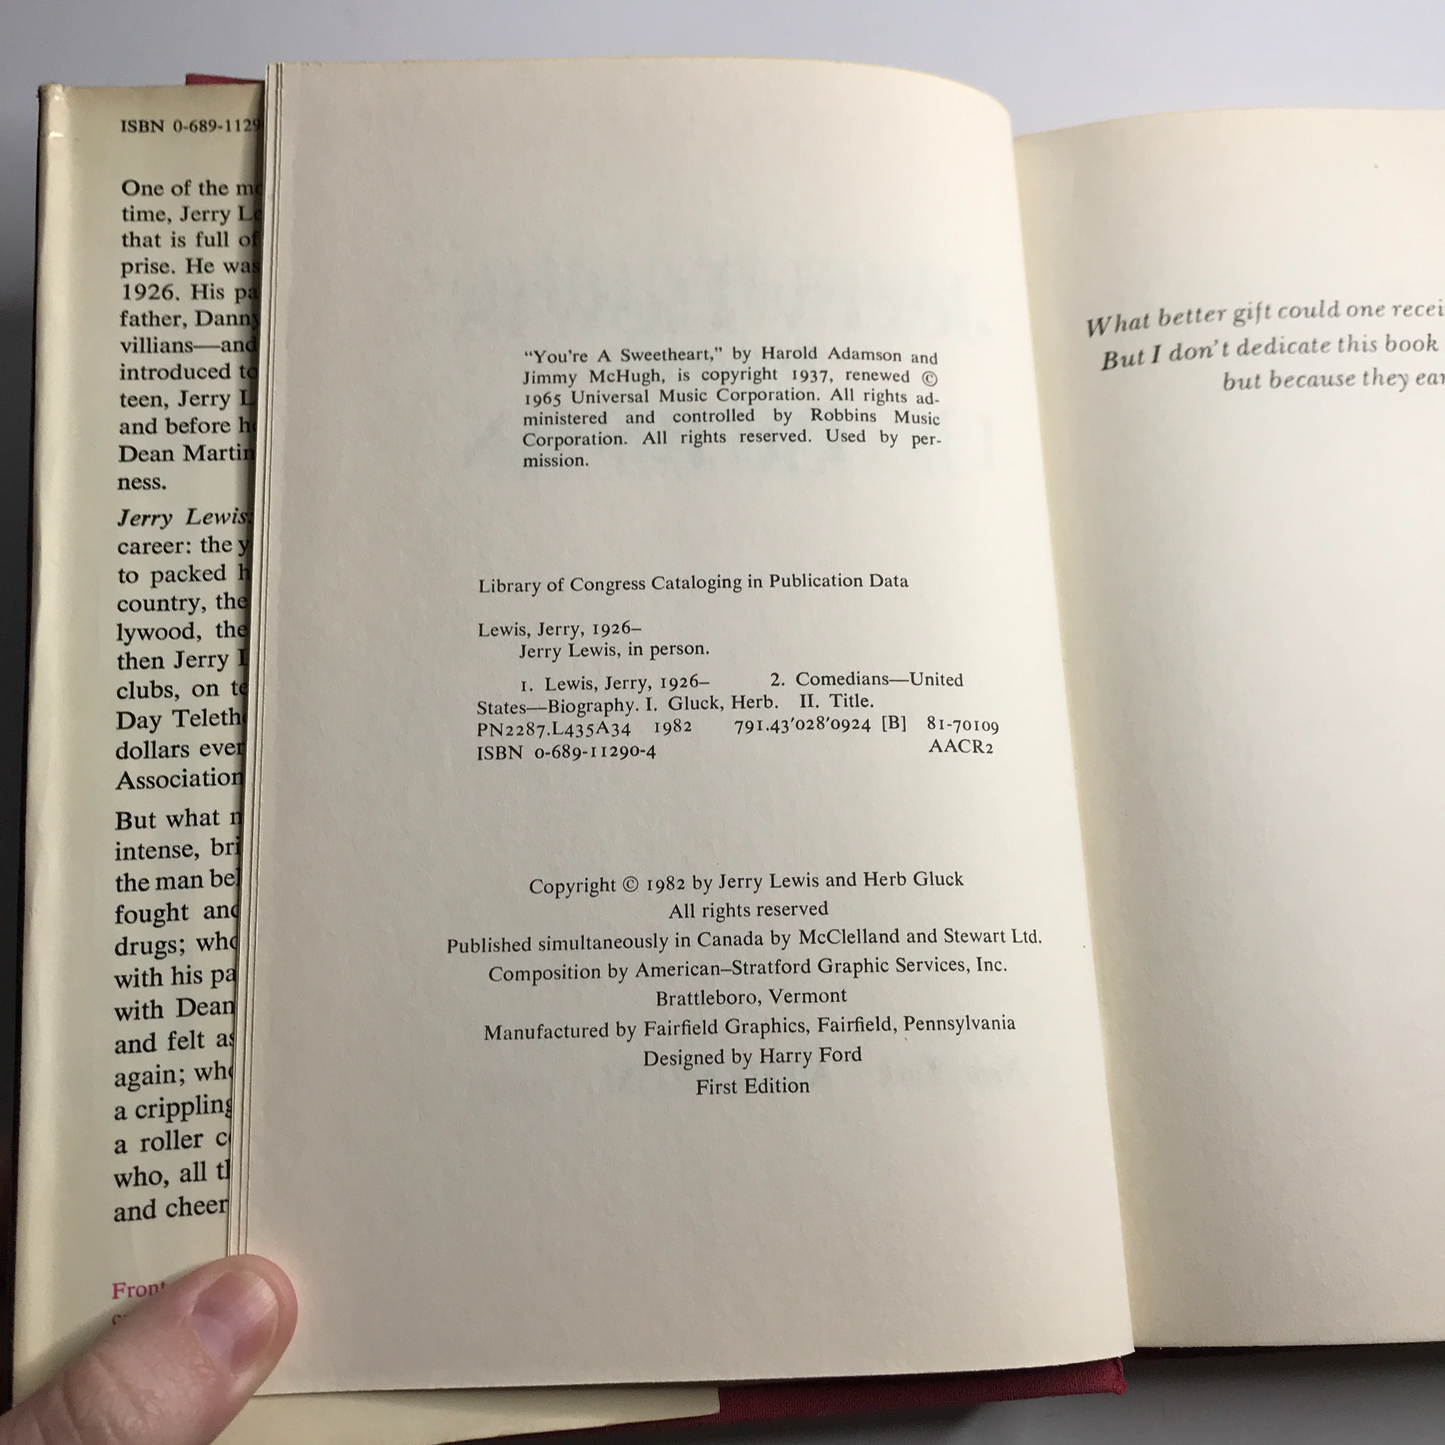 ISBN 0-689-1129
One of the
time, Jerry
that is full of
prise. He was
1926. His
father, Danny
villians—and
introduced to
teen, Jerry
and before
Dean Martin
ness.
Jerry Lewis
career: the
to packed
country, the
lywood, the
then Jerry
clubs, on
Day Teleth
dollars ever
Association
But what
intense,
the man
fought and
drugs; who
with his
with Dean
and felt as
again; who
a crippling
a roller
who, all
and cheer
Front
"You're A Sweetheart," by Harold Adamson and
Jimmy McHugh, is copyright 1937, renewed ©
1965 Universal Music Corporation. All rights ad-
ministered and controlled by Robbins Music
Corporation. All rights reserved. Used by per-
mission.
Library of Congress Cataloging in Publication Data
Lewis, Jerry, 1926–
Jerry Lewis, in person.
1. Lewis, Jerry, 1926– 2. Comedians—United
States—Biography. I. Gluck, Herb. II. Title.
PN2287.L435A34 1982 791.43'028'0924 [B] 81-70109
ISBN 0-689-11290-4 AACR2
Copyright © 1982 by Jerry Lewis and Herb Gluck
All rights reserved
Published simultaneously in Canada by McClelland and Stewart Ltd.
Composition by American–Stratford Graphic Services, Inc.
Brattleboro, Vermont
Manufactured by Fairfield Graphics, Fairfield, Pennsylvania
Designed by Harry Ford
First Edition
What better gift could one recei
But I don't dedicate this book
but because they ear